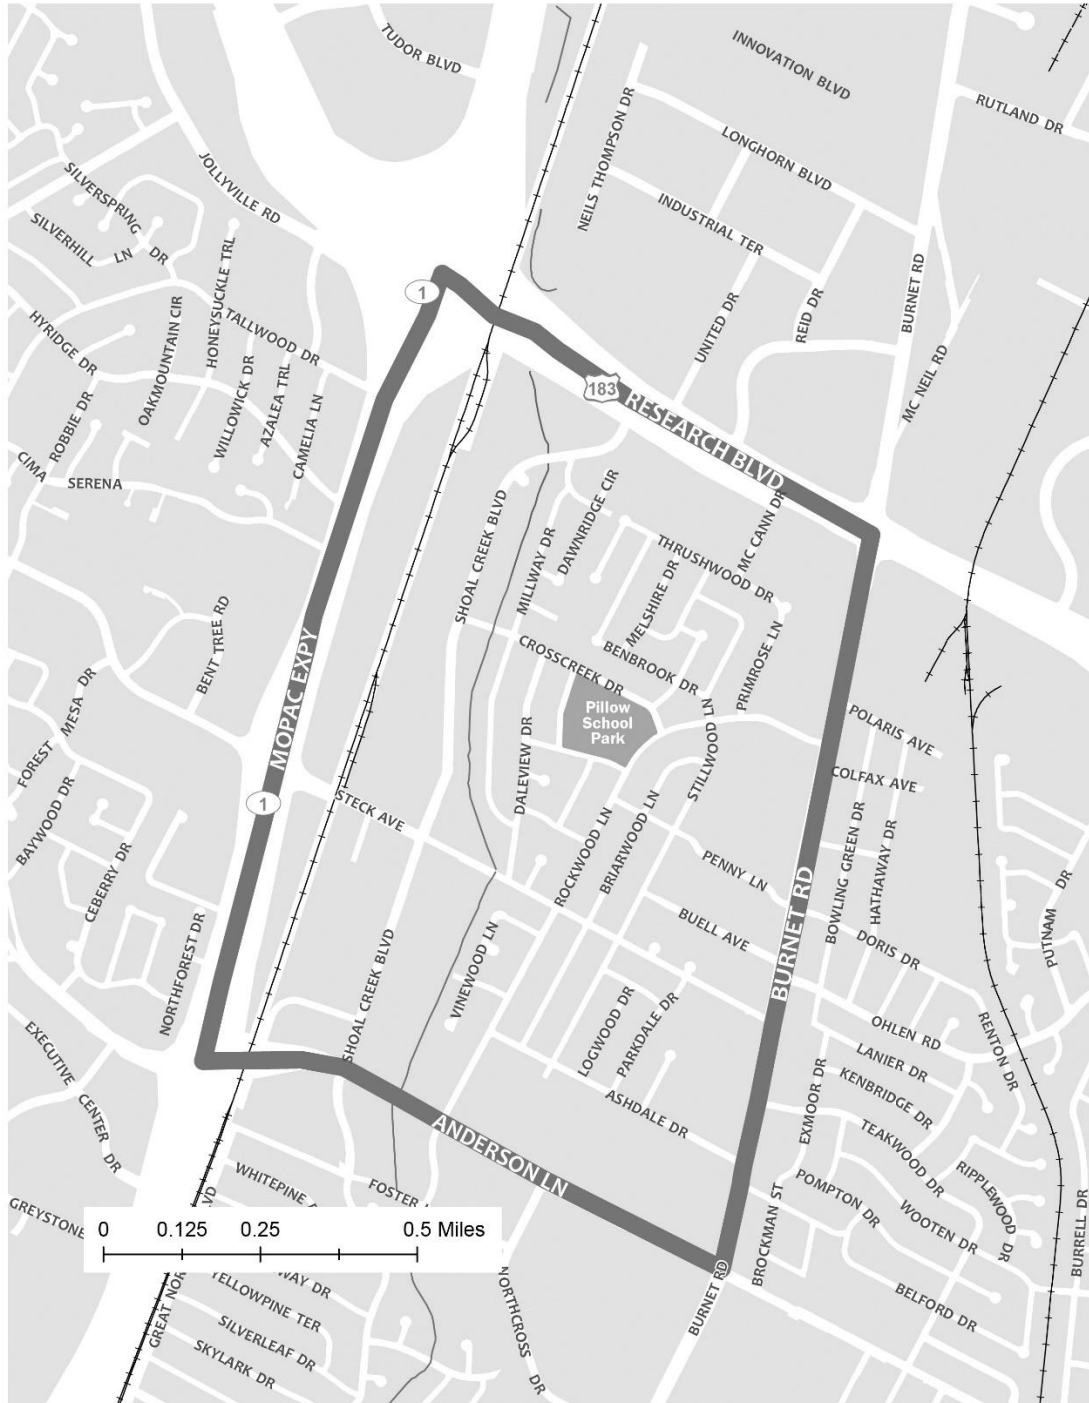 TUDOR BLVD
INNOVATION BLVD
RUTLAND DR
LONGHORN BLVD
NEILS THOMPSON DR
JOLLYVILLE RD
SILVERSPRING DR
SILVERHILL LN
INDUSTRIAL TER
HONEYSUCKLE TRL
BURNET RD
1
TALLWOOD DR
HYRIDGE DR
OAKMOUNTAIN CIR
UNITED DR
REID DR
MC NEIL RD
183
RESEARCH BLVD
WILLOWICK DR
AZALEA TRL
CAMELIA LN
ROBBIE DR
CIMA SERENA
SHOAL CREEK BLVD
MILLWAY DR
DAWNRIDGE CIR
MC CANN DR
THRUSHWOOD DR
MELSHIRE DR
PRIMROSE LN
BENT TREE RD
CROSSCREEK DR
BENBROOK DR
STILLWOOD LN
MOPAC EXPY
FOREST MESA DR
Pillow
School
Park
POLARIS AVE
COLFAX AVE
DALEVIEW DR
1
STECK AVE
BAYWOOD DR
CEBERRY DR
ROCKWOOD LN
BRIARWOOD LN
PENNY LN
BUELL AVE
BOWLING GREEN DR
HATHAWAY DR
BURNET RD
DORIS DR
PUTNAM DR
NORTHFOREST DR
SHOAL CREEK BLVD
VINEWOOD LN
LOGWOOD DR
PARKDALE DR
OHLEN RD
RENTON DR
LANIER DR
KENBRIDGE DR
EXECUTIVE CENTER DR
ASHDALE DR
EXMOOR DR
TEAKWOOD DR
RIPPLEWOOD DR
ANDERSON LN
WHITEPINE
FOSTER
POMPTON DR
WOOTEN DR
BROCKMAN ST
BURRELL DR
GREYSTONE
0 0.125 0.25 0.5 Miles
GREAT NOR
VD
WAY DR
YELLOWPINE TER
SILVERLEAF DR
SKYLARK DR
NORTHCROSS DR
BURNET RD
BELFORD DR